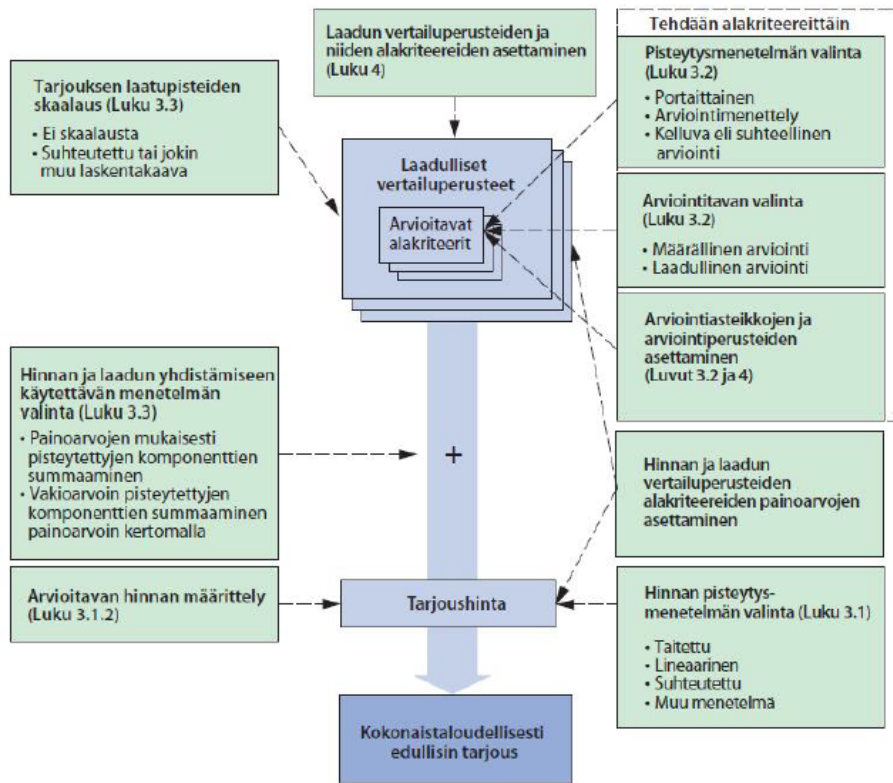 Laadun vertailuperusteiden ja
niiden alakriteereiden asettaminen
(Luku 4)
Tehdään alakriteereittäin
Pisteytysmenetelmän valinta
(Luku 3.2)
• Portaittainen
• Arviointimenettely
• Kelluva eli suhteellinen
arviointi
Tarjouksen laatupisteiden
skaalaus (Luku 3.3)
• Ei skaalausta
• Suhteutettu tai jokin
muu laskentakaava
Laadulliset
vertailuperusteet
Arvioitavat
alakriteerit
Arviointitavan valinta
(Luku 3.2)
• Määrällinen arviointi
• Laadullinen arviointi
Arviointiasteikkojen ja
arviointiperusteiden
asettaminen
(Luvut 3.2 ja 4)
Hinnan ja laadun yhdistämiseen
käytettävän menetelmän
valinta (Luku 3.3)
• Painoarvojen mukaisesti
pisteytettyjen komponenttien
summaaminen
• Vakioarvoin pisteytettyjen
komponenttien summaaminen
painoarvoin kertomalla
+
Hinnan ja laadun
vertailuperusteiden
alakriteereiden painoarvojen
asettaminen
Arvioitavan hinnan määrittely
(Luku 3.1.2)
Tarjoushinta
Hinnan pisteytys-
menetelmän valinta (Luku 3.1)
• Taitettu
• Lineaarinen
• Suhteutettu
• Muu menetelmä
Kokonaistaloudellisesti
edullisin tarjous